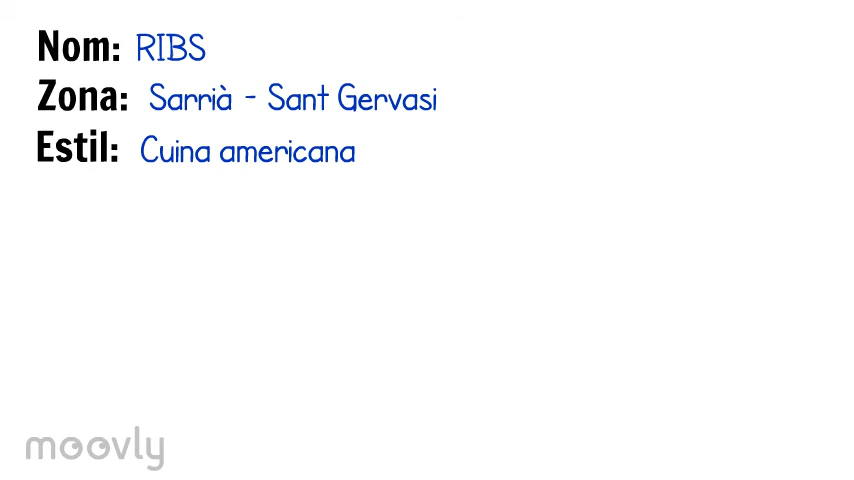 Nom: RIBS
Zona: Sarrià - Sant Gervasi
Estil: Cuina americana
moovly